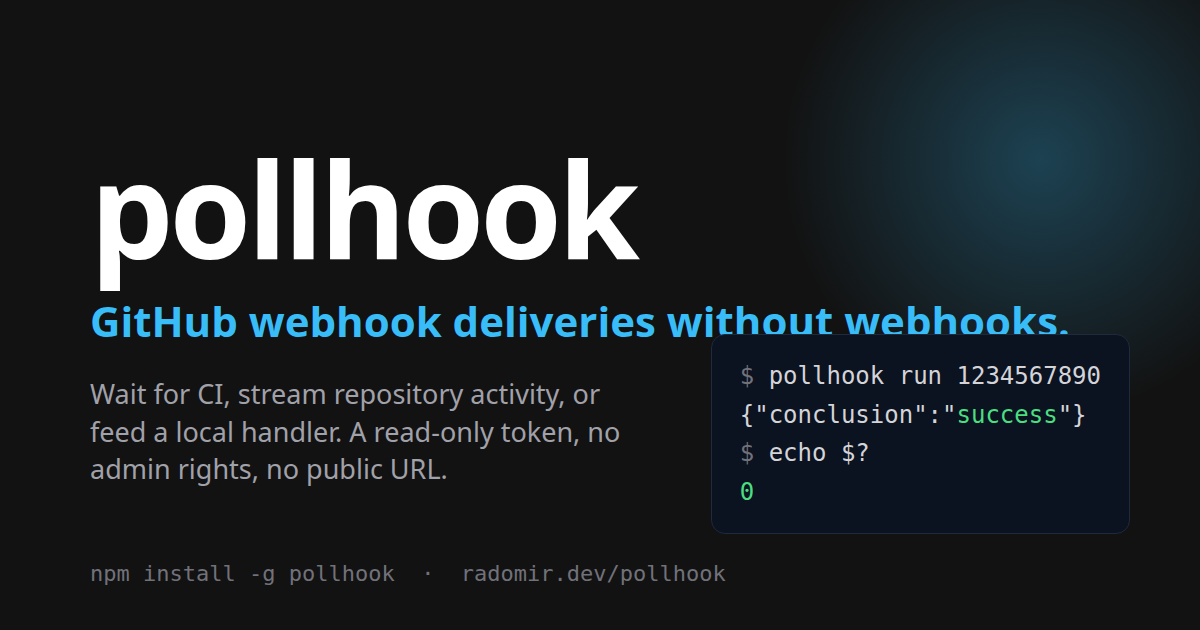 pollhook
GitHub webhook deliveries without webhooks.
Wait for CI, stream repository activity, or
feed a local handler. A read-only token, no
admin rights, no public URL.
$ pollhook run 1234567890
{"conclusion":"success"}
$ echo $?
0
npm install -g pollhook · radomir.dev/pollhook